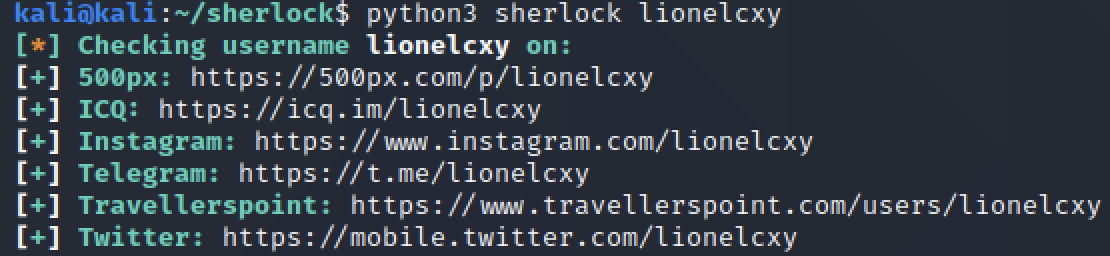 kali@kali:~/sherlock$ python3 sherlock lionelcxy
[*] Checking username lionelcxy on:
[+] 500px: https://500px.com/p/lionelcxy
[+] ICQ: https://icq.im/lionelcxy
[+] Instagram: https://www.instagram.com/lionelcxy
[+] Telegram: https://t.me/lionelcxy
[+] Travellerspoint: https://www.travellerspoint.com/users/lionelcxy
[+] Twitter: https://mobile.twitter.com/lionelcxy